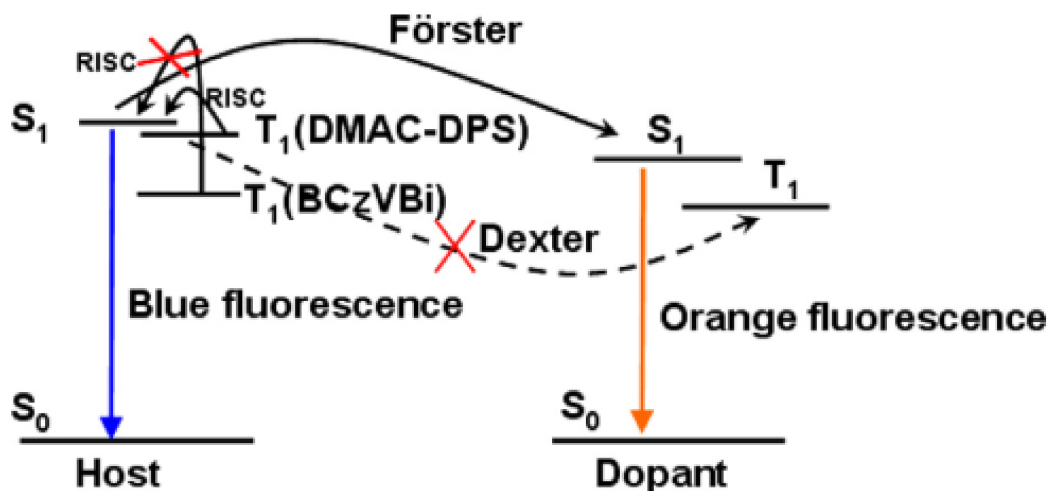 Förster
RISC
RISC
S1
T1(DMAC-DPS)
S1
T1
T1(BCzVBi)
Dexter
Blue fluorescence
Orange fluorescence
S0
S0
Host
Dopant